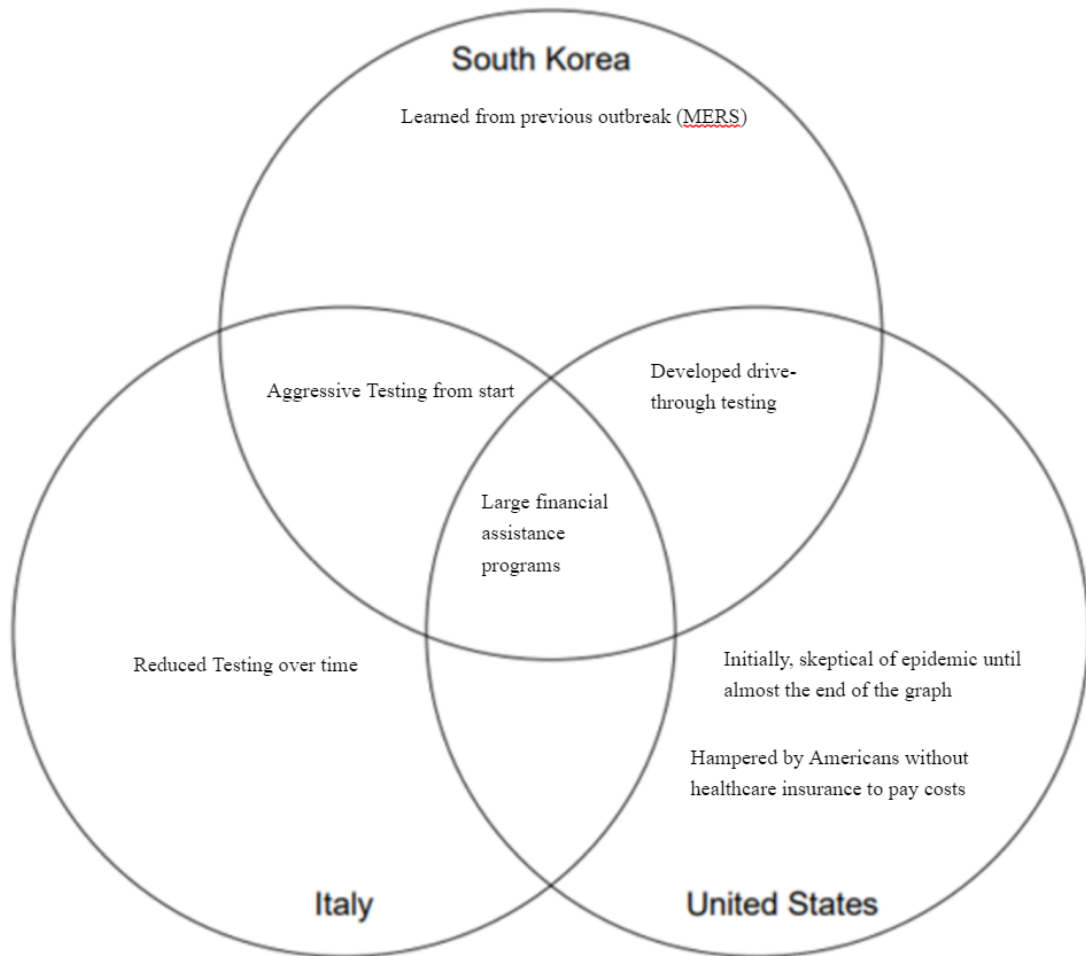 South Korea
Learned from previous outbreak (MERS)
Aggressive Testing from start
Developed drive-
through testing
Large financial
assistance
programs
Reduced Testing over time
Initially, skeptical of epidemic until
almost the end of the graph
Hampered by Americans without
healthcare insurance to pay costs
Italy
United States